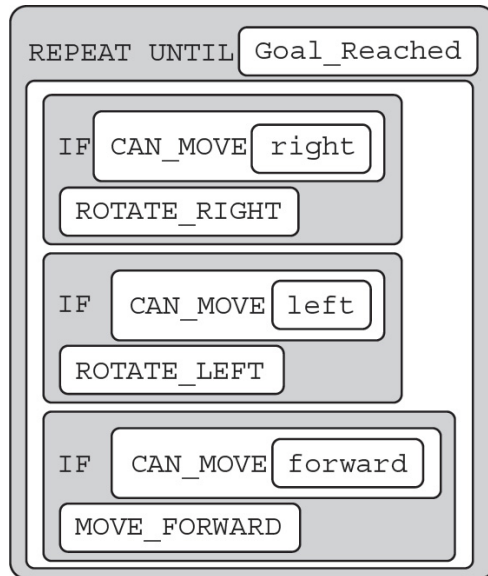 REPEAT UNTIL Goal_Reached
IF CAN_MOVE right
ROTATE_RIGHT
IF CAN_MOVE left
ROTATE_LEFT
IF CAN_MOVE forward
MOVE_FORWARD